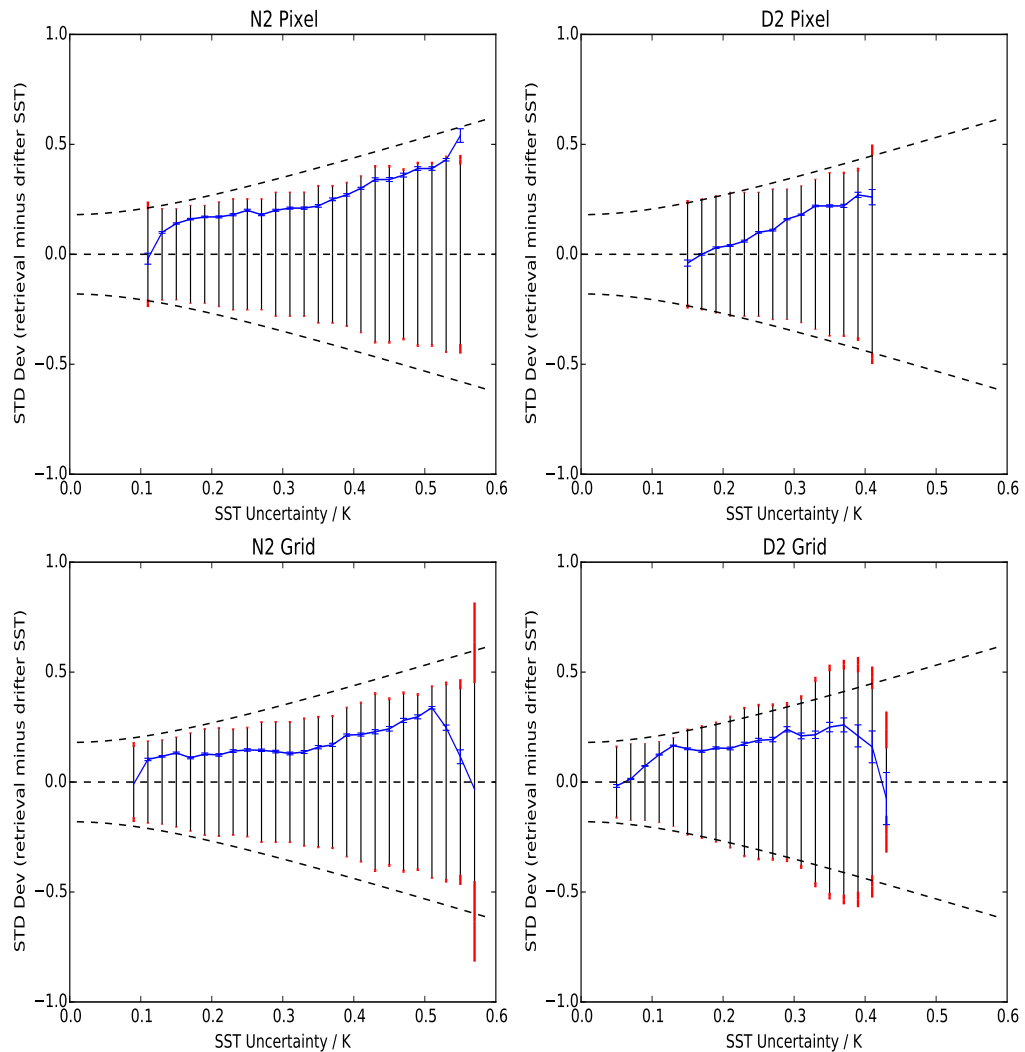 N2 Pixel
1.0
0.5
0.0
−0.5
−1.0
STD Dev (retrieval minus drifter SST)
0.0 0.1 0.2 0.3 0.4 0.5 0.6
SST Uncertainty / K
D2 Pixel
1.0
0.5
0.0
−0.5
−1.0
STD Dev (retrieval minus drifter SST)
0.0 0.1 0.2 0.3 0.4 0.5 0.6
SST Uncertainty / K
N2 Grid
1.0
0.5
0.0
−0.5
−1.0
STD Dev (retrieval minus drifter SST)
0.0 0.1 0.2 0.3 0.4 0.5 0.6
SST Uncertainty / K
D2 Grid
1.0
0.5
0.0
−0.5
−1.0
STD Dev (retrieval minus drifter SST)
0.0 0.1 0.2 0.3 0.4 0.5 0.6
SST Uncertainty / K